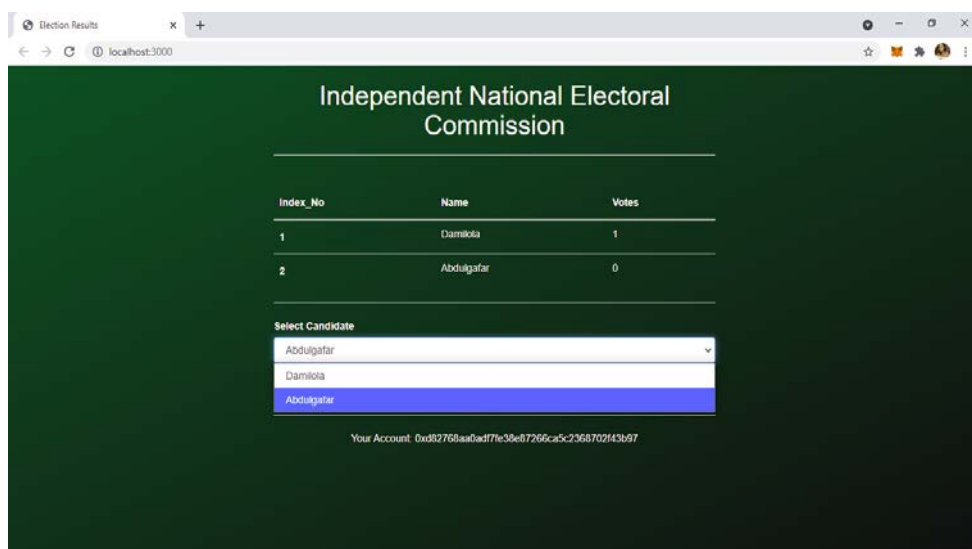 Election Results
localhost:3000
Independent National Electoral
Commission
Index_No Name Votes
1 Damilola 1
2 Abdulgafar 0
Select Candidate
Abdulgafar
Damilola
Abdulgafar
Your Account: 0xd82768aa0adf7fe38e87266ca5c2368702f43b97